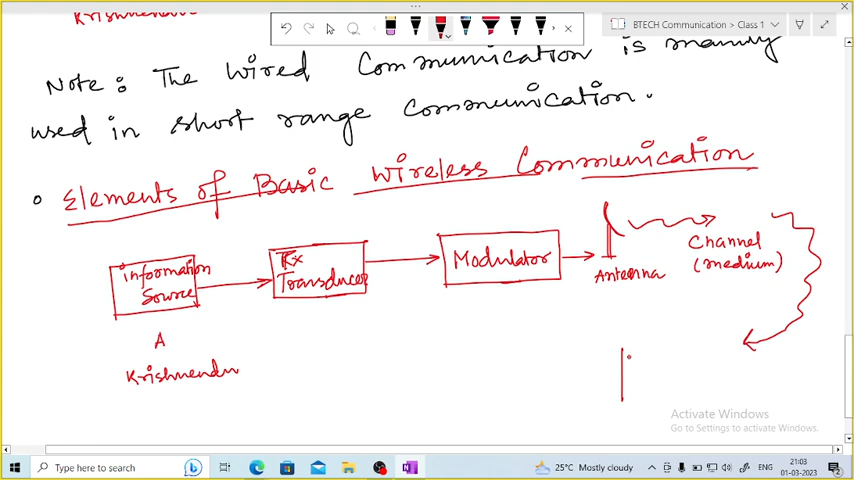 Krishnendu
BTECH Communication > Class 1
Note: The Wired Communication is mainly
used in short range communication.
Elements of Basic Wireless Communication
Information Source
Tx Transducer
Modulator
Antenna
Channel (medium)
A
Krishnendu
Activate Windows
Go to Settings to activate Windows.
Type here to search
25°C Mostly cloudy
ENG
21:03
01-03-2023
2